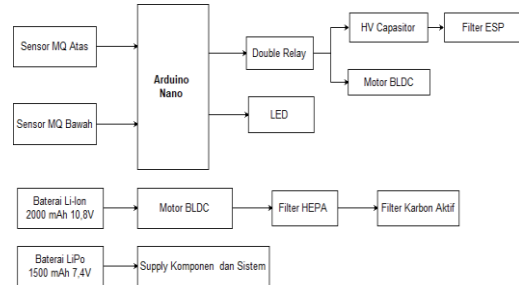 Sensor MQ Atas
Sensor MQ Bawah
Arduino
Nano
Double Relay
LED
HV Capasitor
Filter ESP
Motor BLDC
Baterai Li-Ion
2000 mAh 10,8V
Motor BLDC
Filter HEPA
Filter Karbon Aktif
Baterai LiPo
1500 mAh 7,4V
Supply Komponen dan Sistem